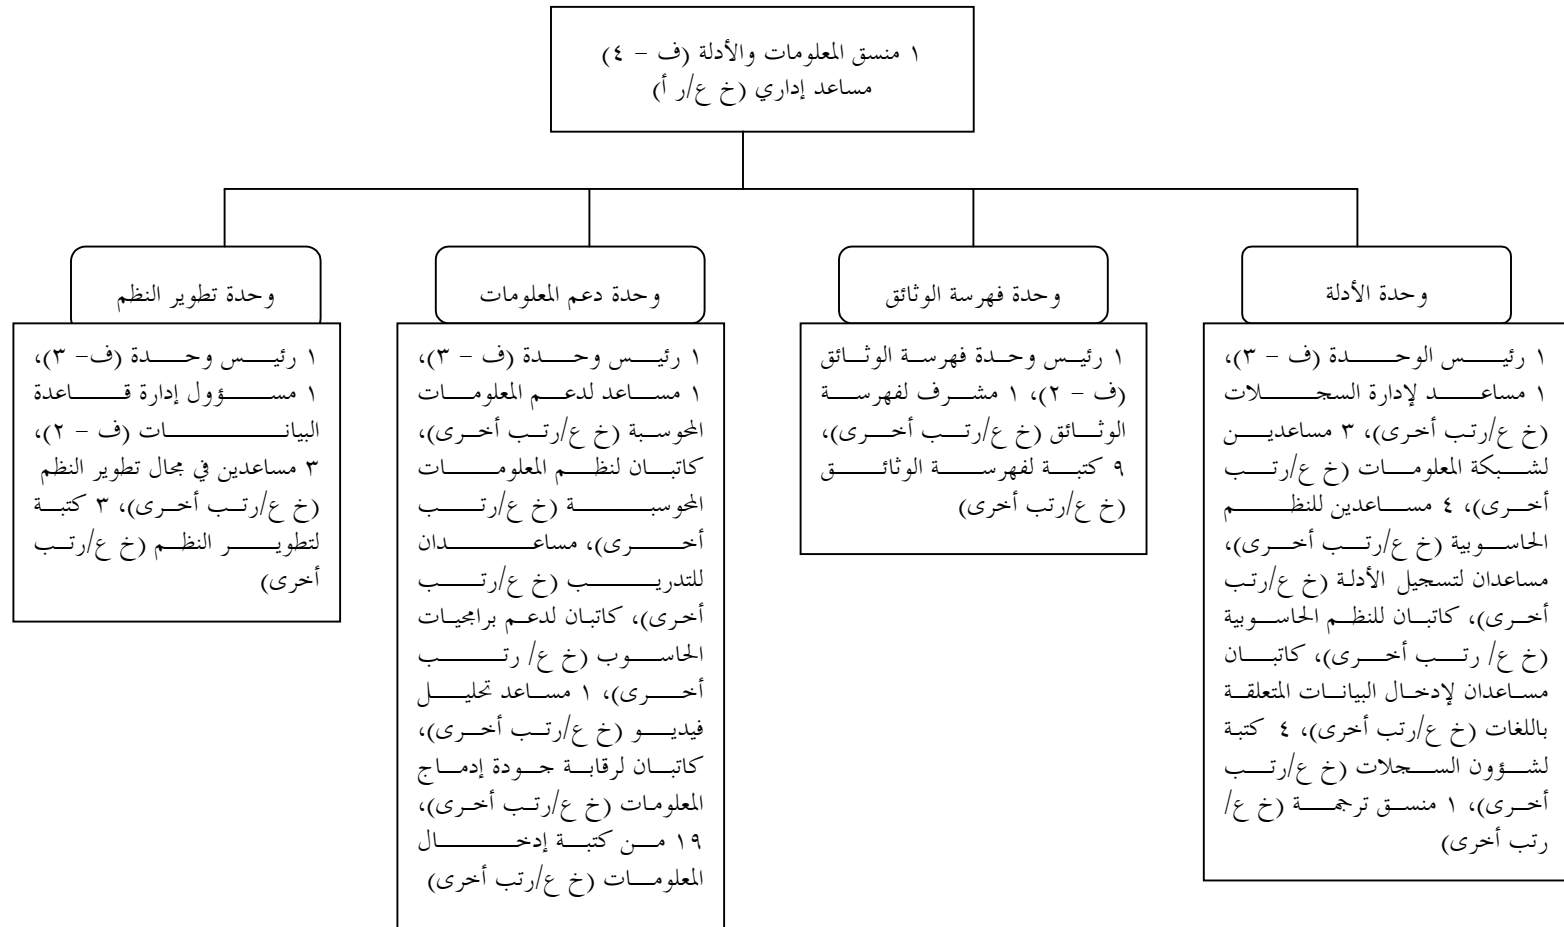 ١ منسق المعلومات والأدلة (ف - ٤)
مساعد إداري (خ ع/ر أ)
وحدة الأدلة
١ رئيس الوحدة (ف - ٣)،
١ مساعد لإدارة السجلات
(خ ع/رتب أخرى)، ٣ مساعدين
لشبكة المعلومات (خ ع/رتب
أخرى)، ٤ مساعدين للنظم
الحاسوبية (خ ع/رتب أخرى)،
مساعدان لتسجيل الأدلة (خ ع/رتب
أخرى)، كاتبان للنظم الحاسوبية
(خ ع/ رتب أخرى)، كاتبان
مساعدان لإدخال البيانات المتعلقة
باللغات (خ ع/رتب أخرى)، ٤ كتبة
لشؤون السجلات (خ ع/رتب
أخرى)، ١ منسق ترجمة (خ ع/
رتب أخرى)
وحدة فهرسة الوثائق
١ رئيس وحدة فهرسة الوثائق
(ف - ٢)، ١ مشرف لفهرسة
الوثائق (خ ع/رتب أخرى)،
٩ كتبة لفهرسة الوثائق
(خ ع/رتب أخرى)
وحدة دعم المعلومات
١ رئيس وحدة (ف - ٣)،
١ مساعد لدعم المعلومات
المحوسبة (خ ع/رتب أخرى)،
كاتبان لنظم المعلومات
المحوسبة (خ ع/رتب
أخرى)، مساعدان
للتدريب (خ ع/رتب
أخرى)، كاتبان لدعم برامجيات
الحاسوب (خ ع/ رتب
أخرى)، ١ مساعد تحليل
فيديو (خ ع/رتب أخرى)،
كاتبان لرقابة جودة إدماج
المعلومات (خ ع/رتب أخرى)،
١٩ من كتبة إدخال
المعلومات (خ ع/رتب أخرى)
وحدة تطوير النظم
١ رئيس وحدة (ف- ٣)،
١ مسؤول إدارة قاعدة
البيانات (ف - ٢)،
٣ مساعدين في مجال تطوير النظم
(خ ع/رتب أخرى)، ٣ كتبة
لتطوير النظم (خ ع/رتب
أخرى)